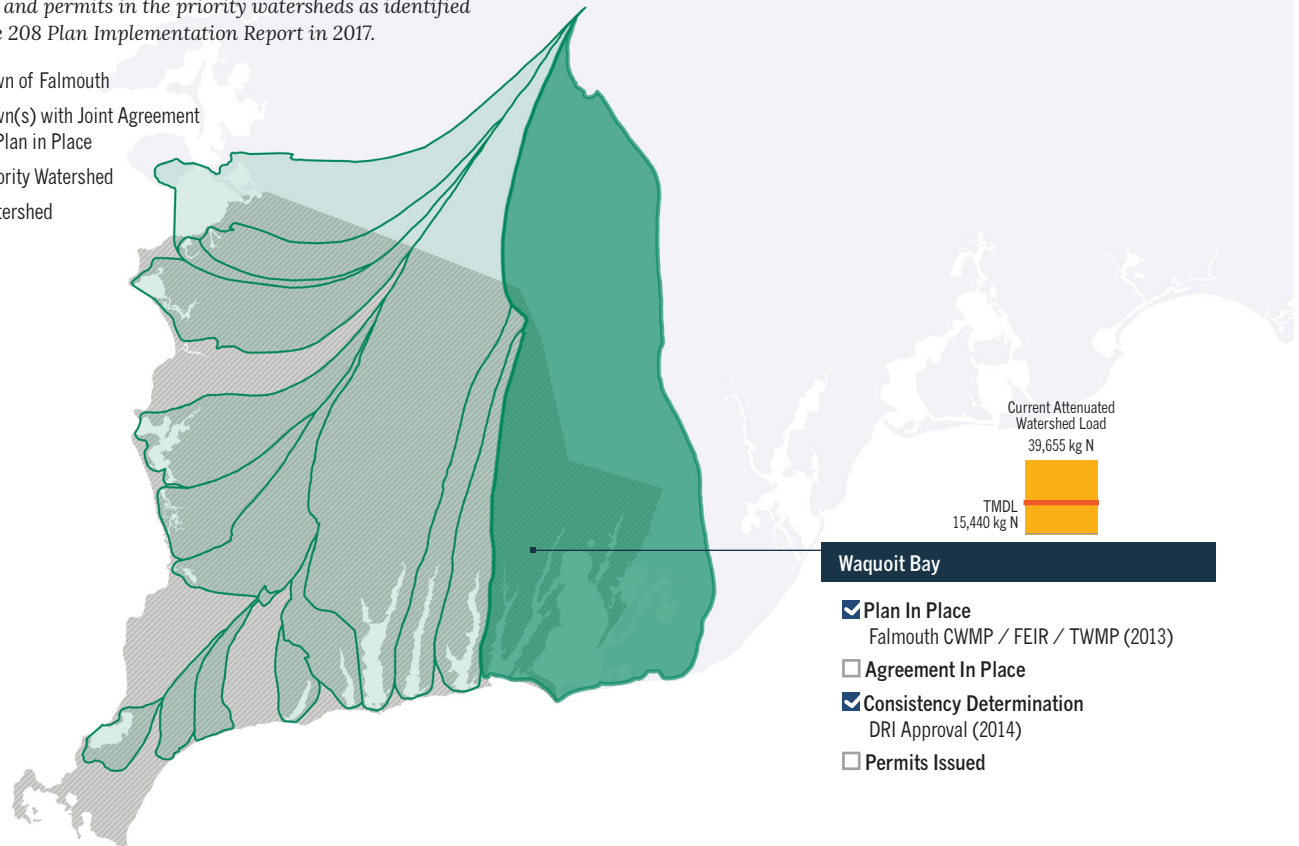 and permits in the priority watersheds as identified
208 Plan Implementation Report in 2017.
of Falmouth
with Joint Agreement
Plan in Place
Watershed
Current Attenuated
Watershed Load
39,655 kg N
TMDL
15,440 kg N
Waquoit Bay
Plan In Place
Falmouth CWMP / FEIR / TWMP (2013)
Agreement In Place
Consistency Determination
DRI Approval (2014)
Permits Issued